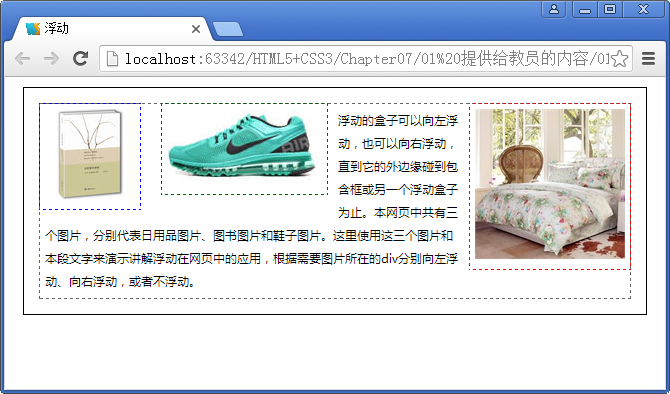 浮动
localhost:63342/HTML5+CSS3/Chapter07/01%20提供给教员的内容/01
浮动的盒子可以向左浮
动，也可以向右浮动，
直到它的外边缘碰到包
含框或另一个浮动盒子
为止。本网页中共有三
个图片，分别代表日用品图片、图书图片和鞋子图片。这里使用这三个图片和
本段文字来演示讲解浮动在网页中的应用，根据需要图片所在的div分别向左浮
动、向右浮动，或者不浮动。